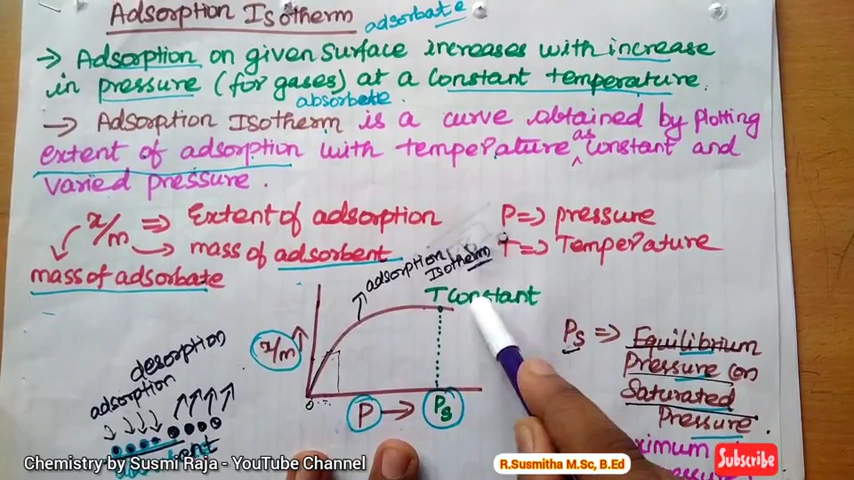 Adsorption Isotherm
adsorbate
→ Adsorption on given surface increases with increase
in pressure (for gases) at a constant temperature.
absorbate
→ Adsorption Isotherm is a curve obtained by plotting
extent of adsorption with temperature as constant and
varied pressure.
x/m ⇒ Extent of adsorption
P ⇒ pressure
→ mass of adsorbent
T ⇒ Temperature
mass of adsorbate
adsorption
Isotherm
T constant
x/m
P → Ps
0
Ps ⇒ Equilibrium
Pressure (or)
Saturated
Pressure
desorption
adsorption
Chemistry by Susmi Raja - YouTube Channel
R.Susmitha M.Sc, B.Ed
Subscribe